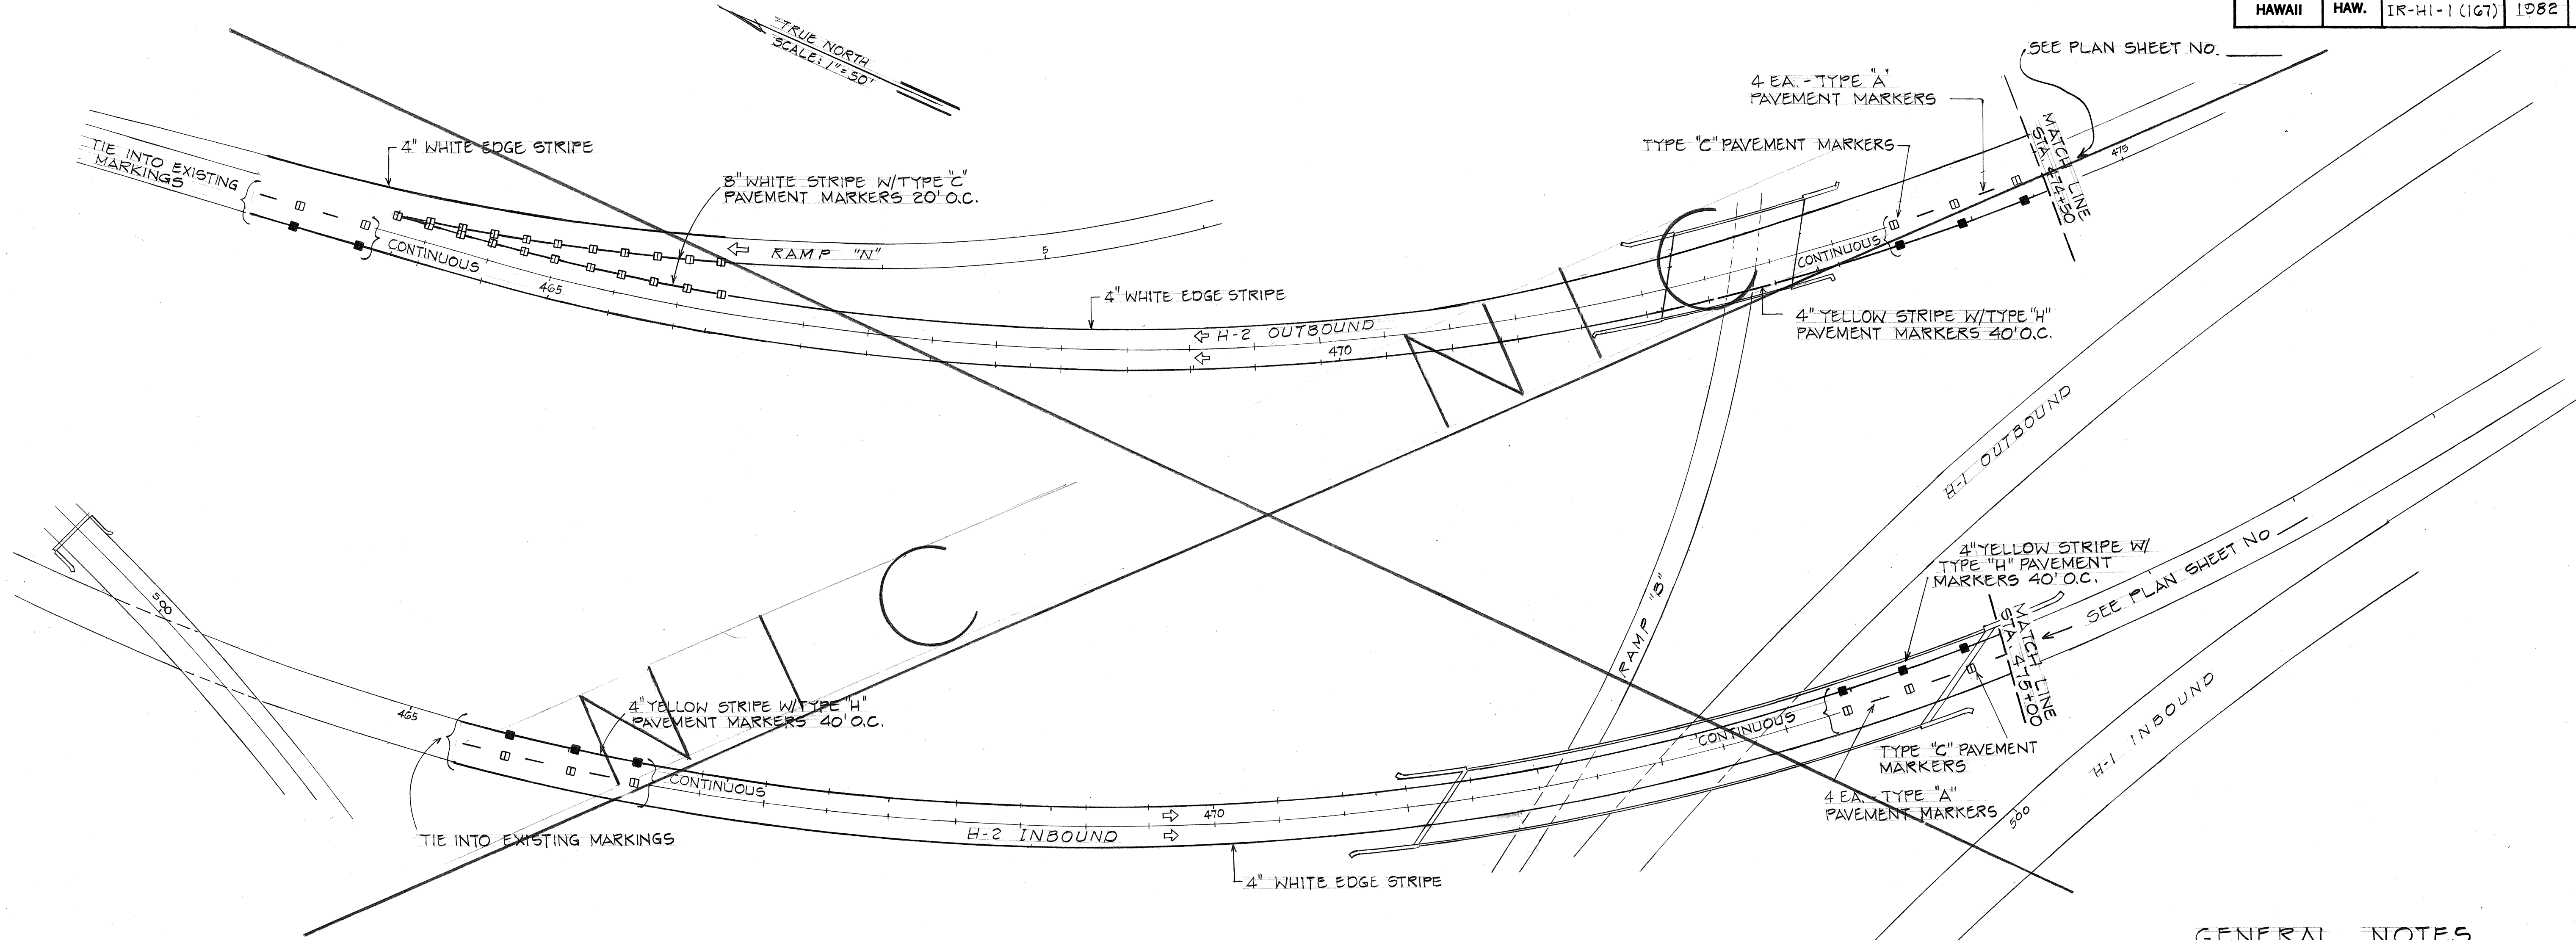 HAWAII HAW. IR-H1-1(167) 1982
TRUE NORTH
SCALE: 1"=50'
SEE PLAN SHEET NO.
4 EA. - TYPE "A"
PAVEMENT MARKERS
TYPE "C" PAVEMENT MARKERS
MATCH LINE
STA. 474+50
475
TIE INTO EXISTING
MARKINGS
4" WHITE EDGE STRIPE
8" WHITE STRIPE W/TYPE "C"
PAVEMENT MARKERS 20' O.C.
CONTINUOUS
RAMP "N"
5
465
4" WHITE EDGE STRIPE
H-2 OUTBOUND
470
NIC
CONTINUOUS
4" YELLOW STRIPE W/TYPE "H"
PAVEMENT MARKERS 40' O.C.
H-1 OUTBOUND
500
NIC
RAMP "B"
4" YELLOW STRIPE W/
TYPE "H" PAVEMENT
MARKERS 40' O.C.
SEE PLAN SHEET NO
MATCH LINE
STA. 475+00
465
4" YELLOW STRIPE W/TYPE "H"
PAVEMENT MARKERS 40' O.C.
CONTINUOUS
CONTINUOUS
TYPE "C" PAVEMENT
MARKERS
H-1 INBOUND
4 EA. - TYPE "A"
PAVEMENT MARKERS
500
470
H-2 INBOUND
TIE INTO EXISTING MARKINGS
4" WHITE EDGE STRIPE
GENERAL NOTES